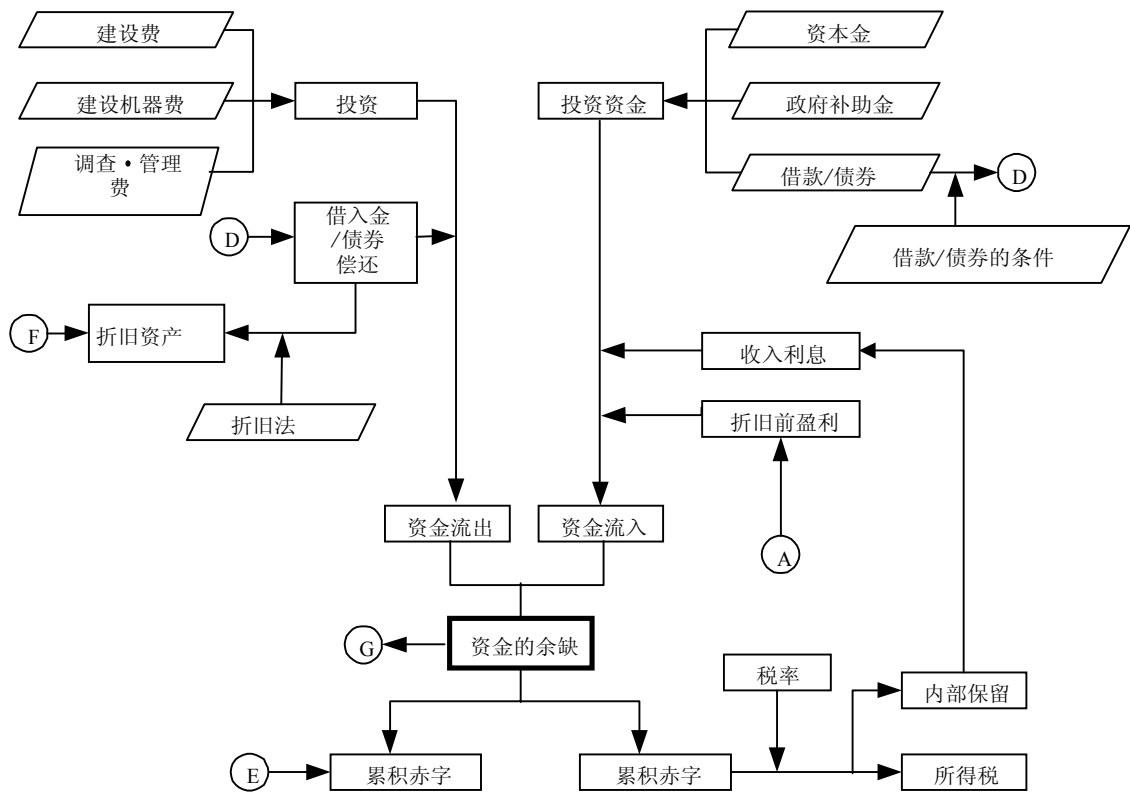 建设费
资本金
建设机器费
投资
投资资金
政府补助金
调查·管理
费
借款/债券
D
借入金
/债券
偿还
D
借款/债券的条件
F
折旧资产
收入利息
折旧法
折旧前盈利
资金流出
资金流入
A
G
资金的余缺
税率
内部保留
E
累积赤字
累积赤字
所得税